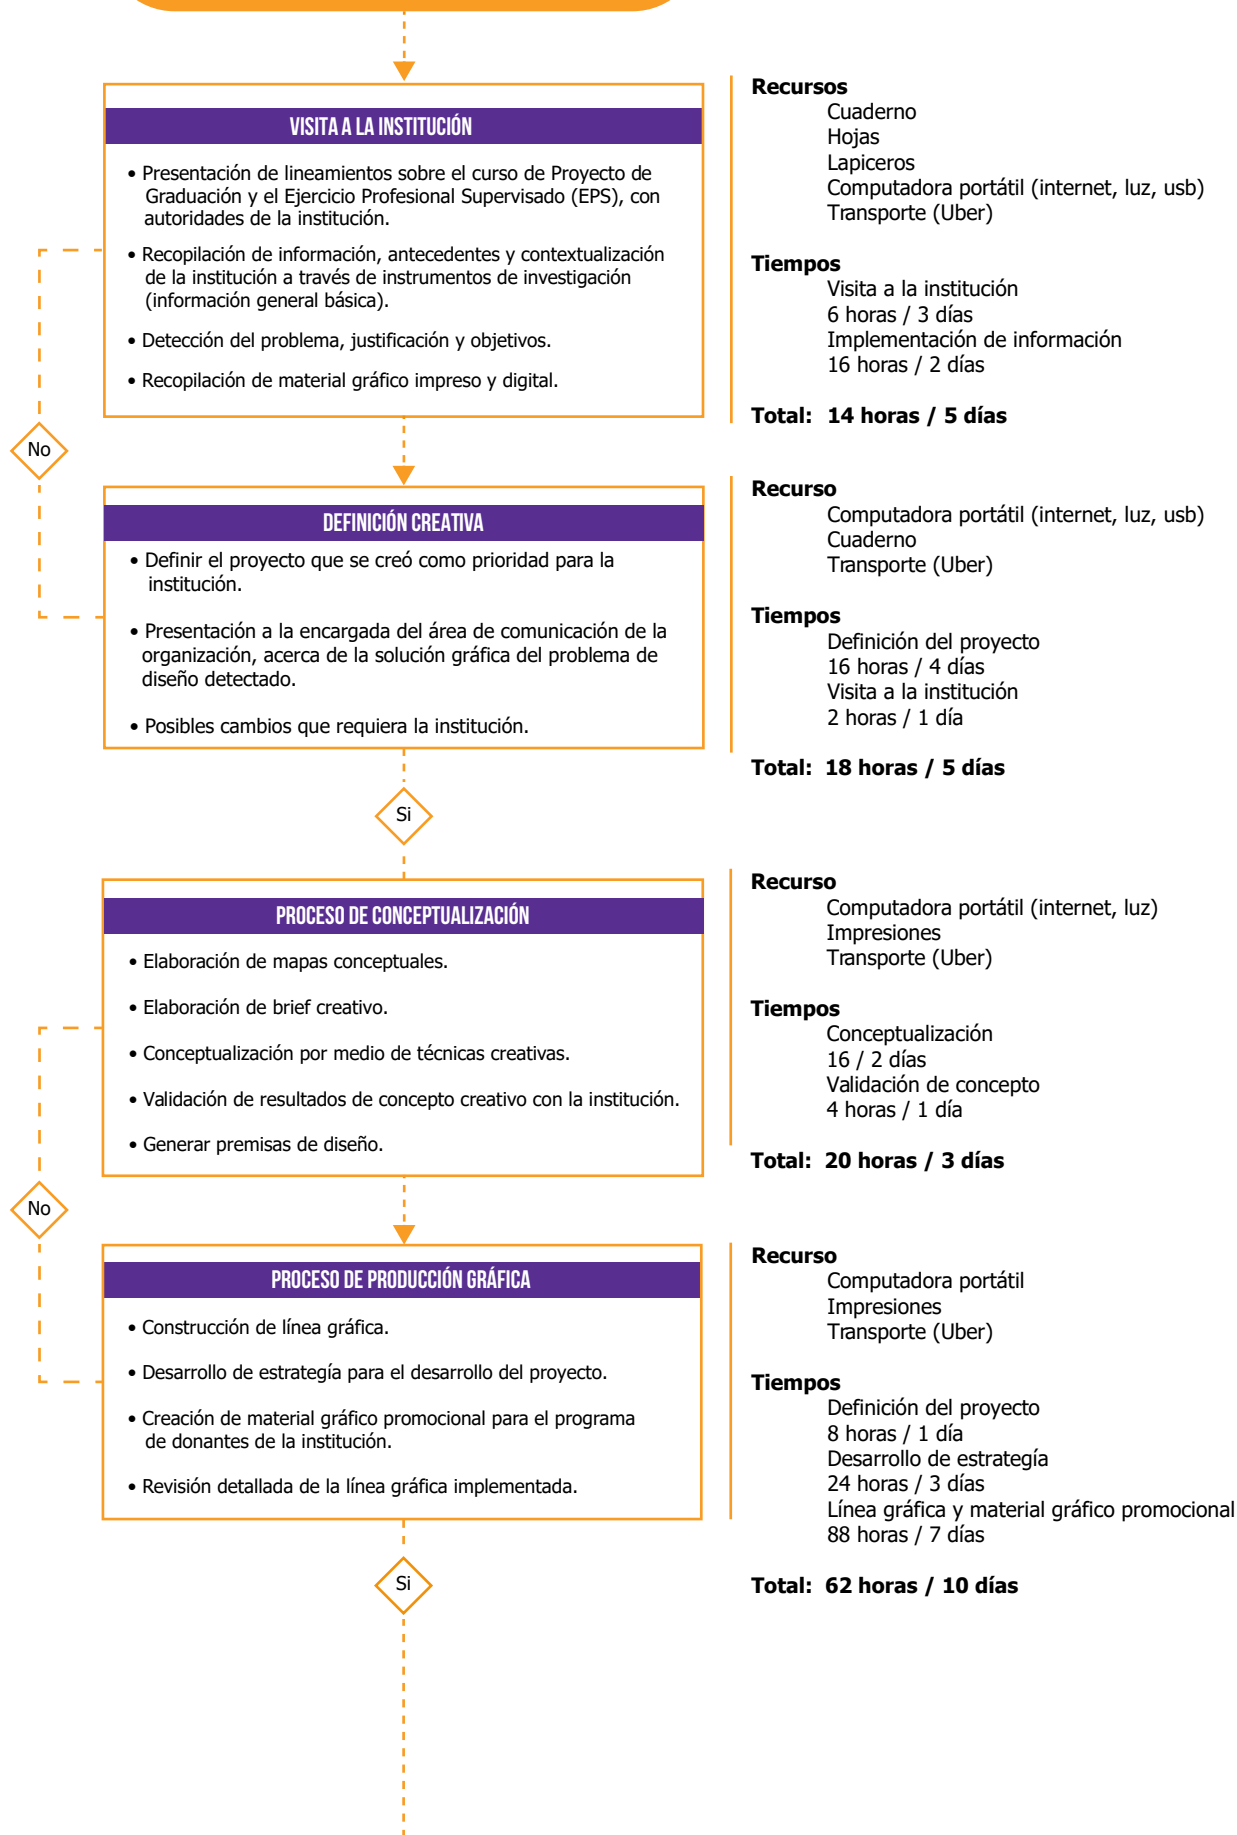 VISITA A LA INSTITUCIÓN
• Presentación de lineamientos sobre el curso de Proyecto de
Graduación y el Ejercicio Profesional Supervisado (EPS), con
autoridades de la institución.
• Recopilación de información, antecedentes y contextualización
de la institución a través de instrumentos de investigación
(información general básica).
• Detección del problema, justificación y objetivos.
• Recopilación de material gráfico impreso y digital.
Recursos
Cuaderno
Hojas
Lapiceros
Computadora portátil (internet, luz, usb)
Transporte (Uber)
Tiempos
Visita a la institución
6 horas / 3 días
Implementación de información
16 horas / 2 días
Total: 14 horas / 5 días
No
DEFINICIÓN CREATIVA
• Definir el proyecto que se creó como prioridad para la
institución.
• Presentación a la encargada del área de comunicación de la
organización, acerca de la solución gráfica del problema de
diseño detectado.
• Posibles cambios que requiera la institución.
Recurso
Computadora portátil (internet, luz, usb)
Cuaderno
Transporte (Uber)
Tiempos
Definición del proyecto
16 horas / 4 días
Visita a la institución
2 horas / 1 día
Total: 18 horas / 5 días
Si
PROCESO DE CONCEPTUALIZACIÓN
• Elaboración de mapas conceptuales.
• Elaboración de brief creativo.
• Conceptualización por medio de técnicas creativas.
• Validación de resultados de concepto creativo con la institución.
• Generar premisas de diseño.
Recurso
Computadora portátil (internet, luz)
Impresiones
Transporte (Uber)
Tiempos
Conceptualización
16 / 2 días
Validación de concepto
4 horas / 1 día
Total: 20 horas / 3 días
No
PROCESO DE PRODUCCIÓN GRÁFICA
• Construcción de línea gráfica.
• Desarrollo de estrategía para el desarrollo del proyecto.
• Creación de material gráfico promocional para el programa
de donantes de la institución.
• Revisión detallada de la línea gráfica implementada.
Recurso
Computadora portátil
Impresiones
Transporte (Uber)
Tiempos
Definición del proyecto
8 horas / 1 día
Desarrollo de estrategía
24 horas / 3 días
Línea gráfica y material gráfico promocional
88 horas / 7 días
Total: 62 horas / 10 días
Si